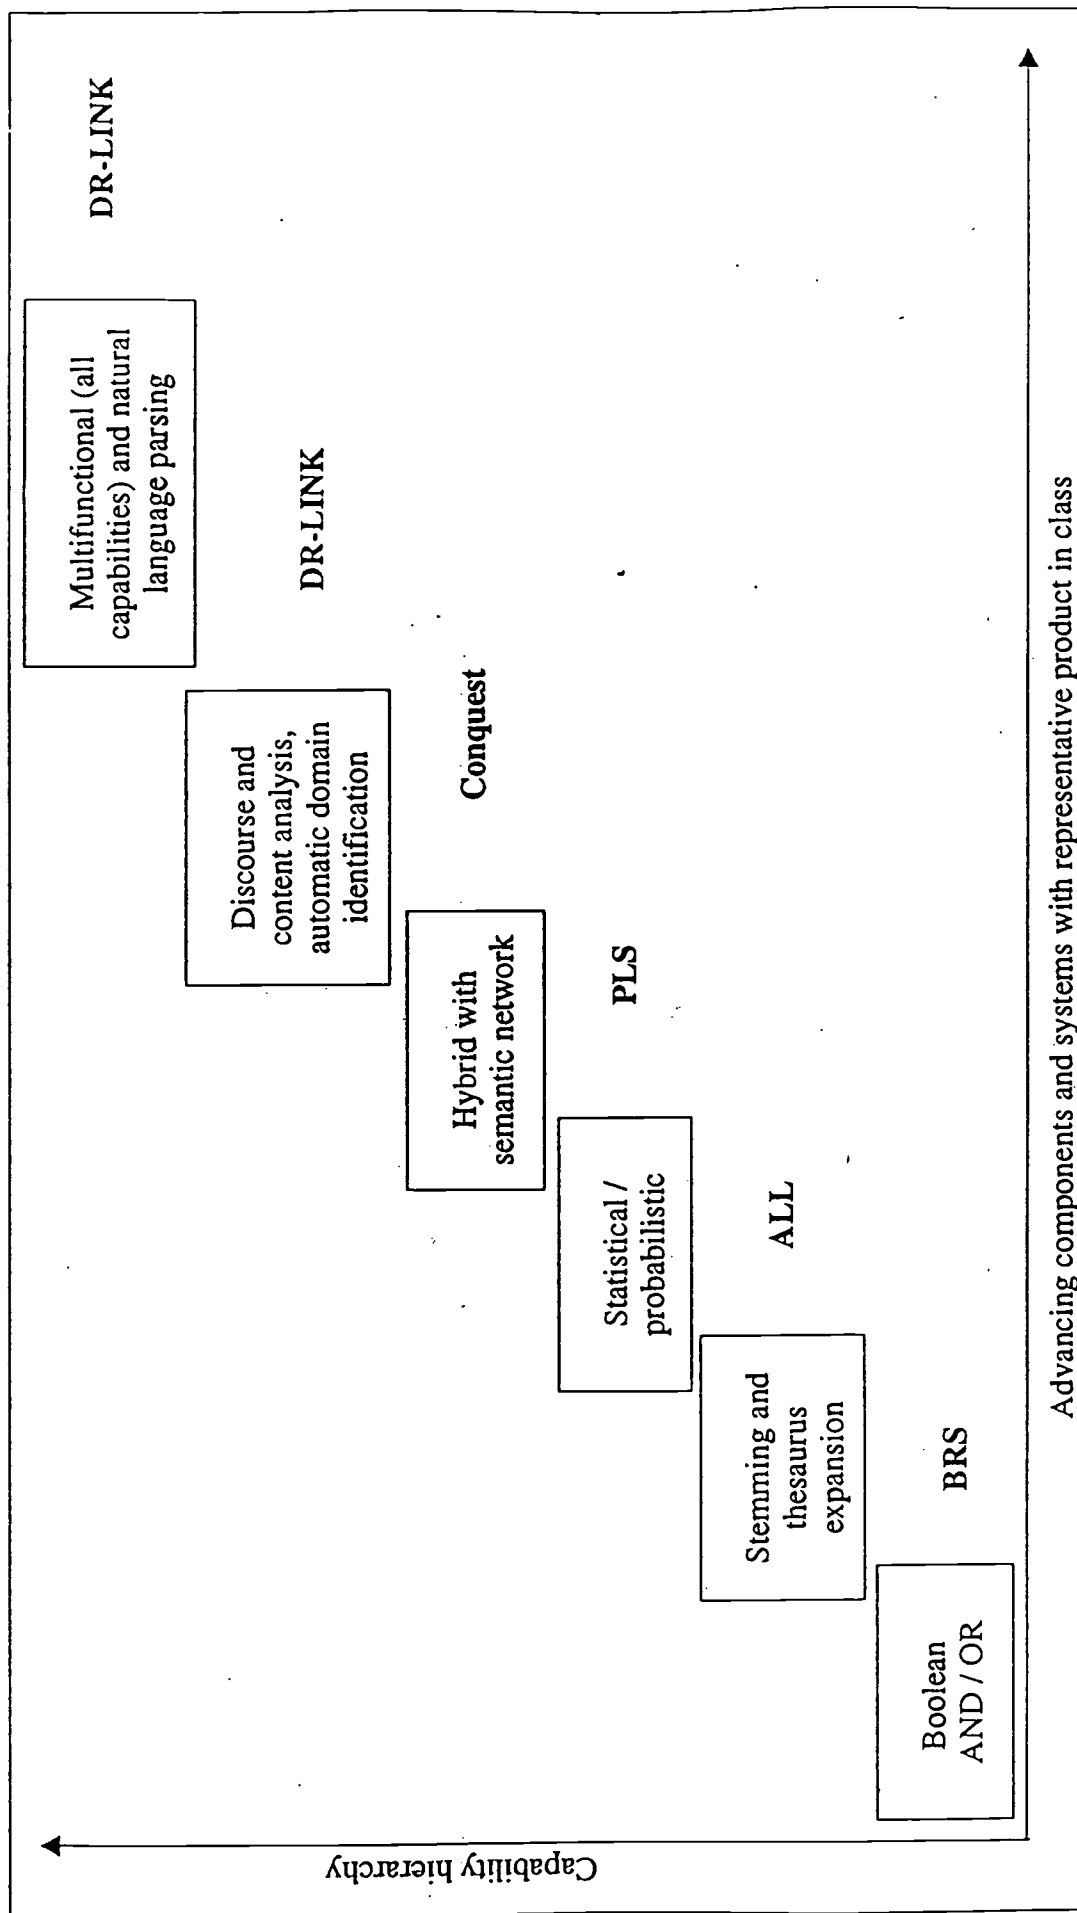 DR-LINK
Multifunctional (all
capabilities) and natural
language parsing
DR-LINK
Discourse and
content analysis,
automatic domain
identification
Conquest
Hybrid with
semantic network
PLS
Statistical /
probabilistic
ALL
Stemming and
thesaurus
expansion
BRS
Boolean
AND / OR
Capability hierarchy
Advancing components and systems with representative product in class